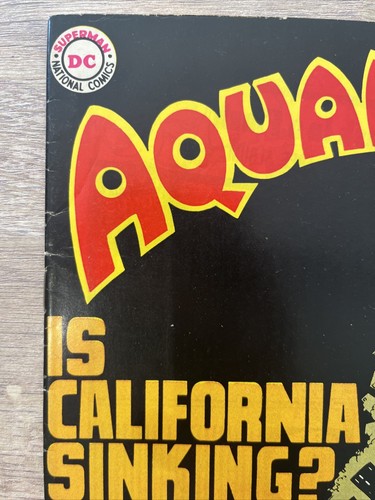 SUPERMAN
DC
NATIONAL COMICS
AQUA
IS
CALIFORNIA
SINKING?